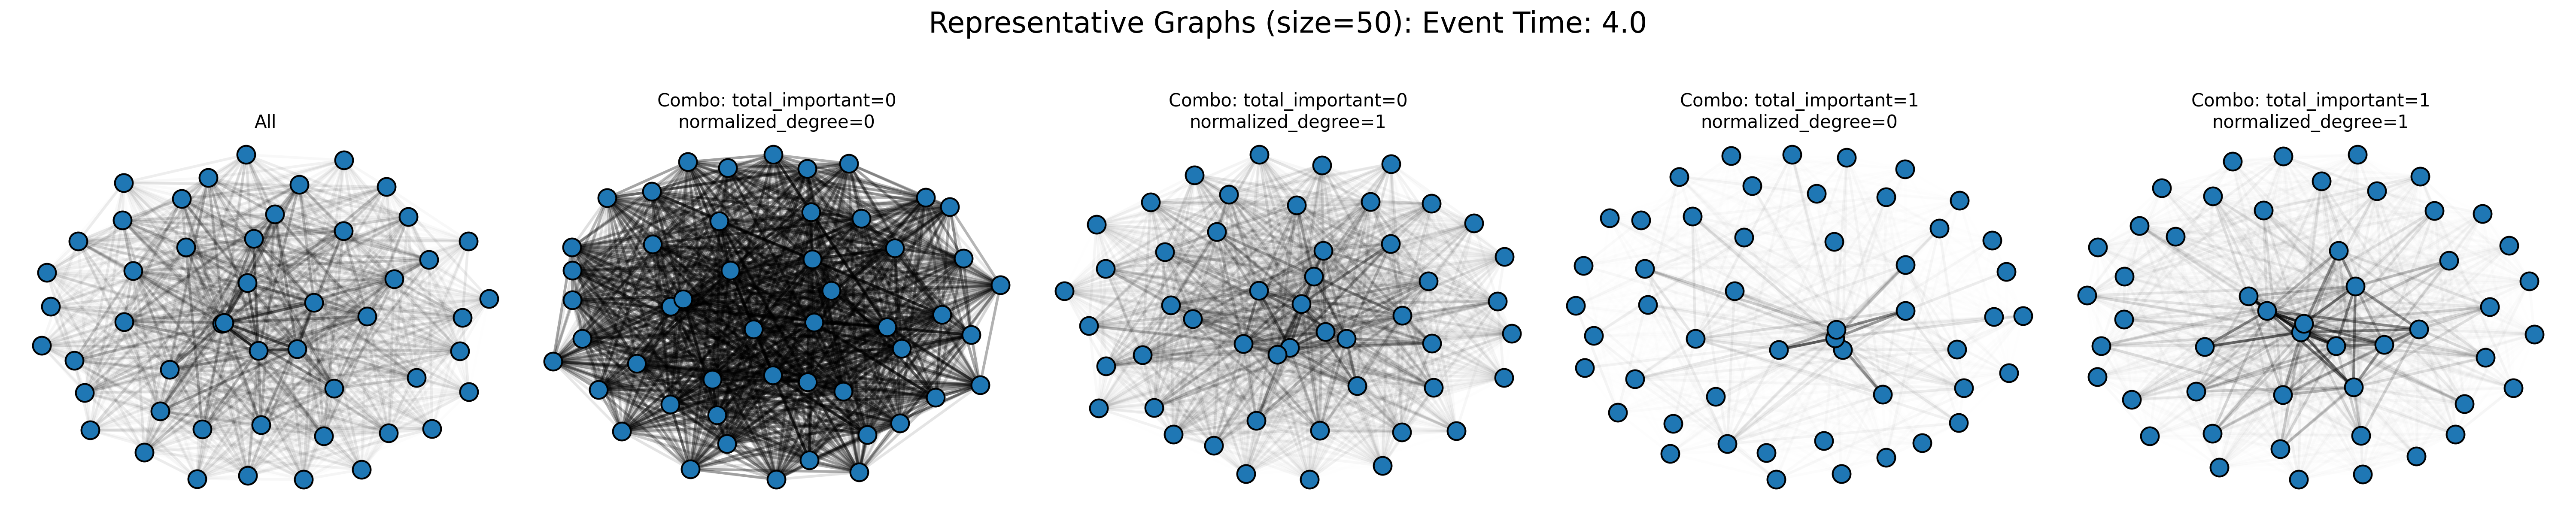 Representative Graphs (size=50): Event Time: 4.0
All
Combo: total_important=0
normalized_degree=0
Combo: total_important=0
normalized_degree=1
Combo: total_important=1
normalized_degree=0
Combo: total_important=1
normalized_degree=1